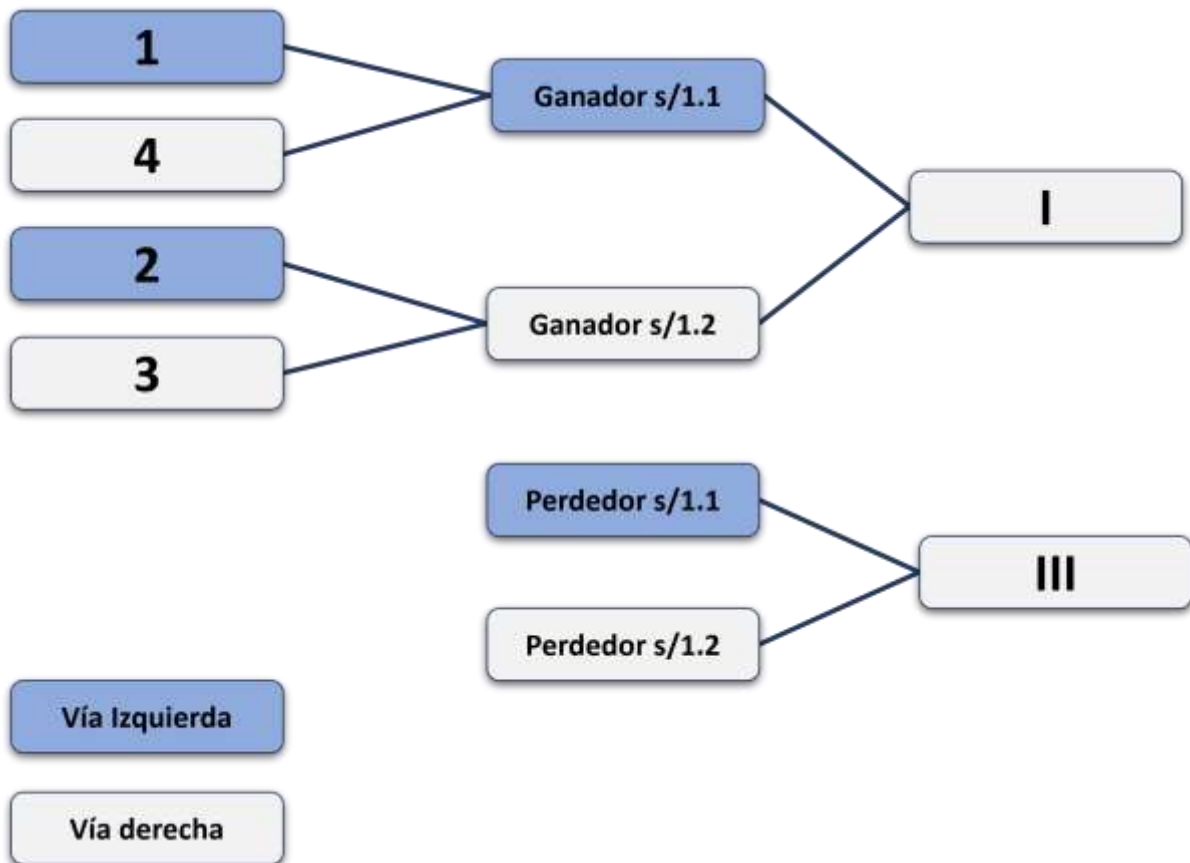 1
4
2
3
Ganador s/1.1
Ganador s/1.2
I
Perdedor s/1.1
Perdedor s/1.2
III
Vía Izquierda
Vía derecha